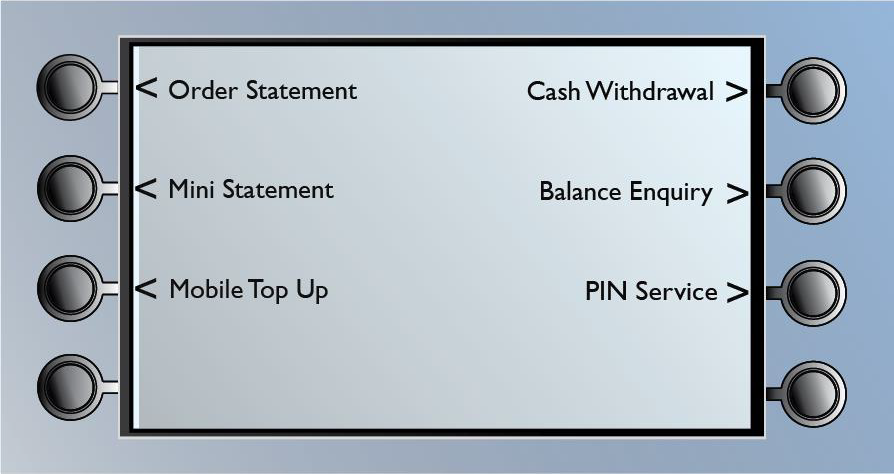 < Order Statement
Cash Withdrawal >
< Mini Statement
Balance Enquiry >
< Mobile Top Up
PIN Service >